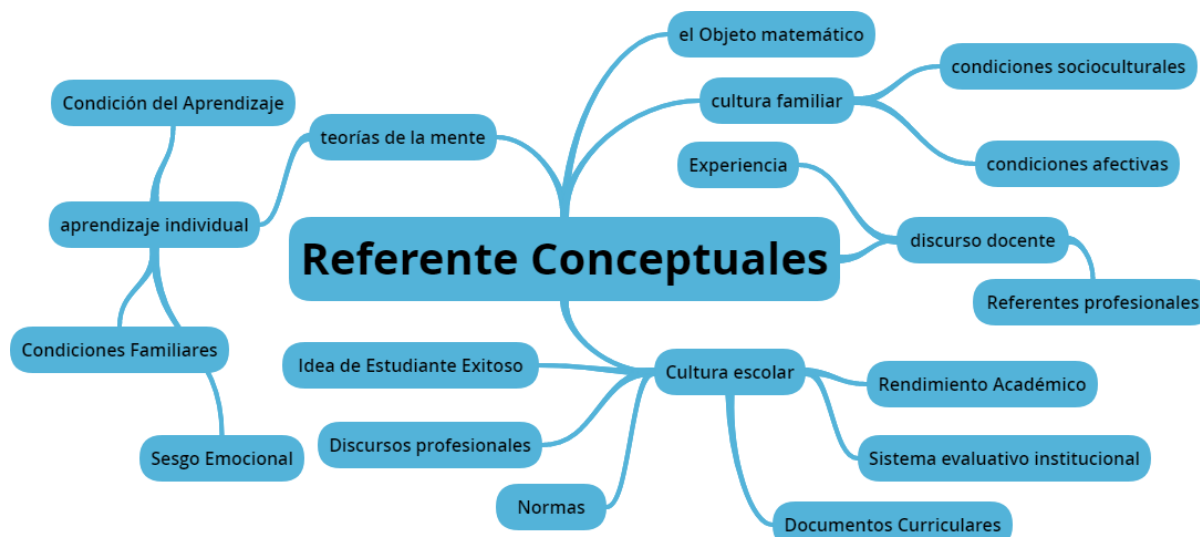 el Objeto matemático
condiciones socioculturales
Condición del Aprendizaje
cultura familiar
teorías de la mente
Experiencia
condiciones afectivas
aprendizaje individual
discurso docente
Referente Conceptuales
Referentes profesionales
Condiciones Familiares
Idea de Estudiante Exitoso
Cultura escolar
Rendimiento Académico
Discursos profesionales
Sesgo Emocional
Sistema evaluativo institucional
Normas
Documentos Curriculares